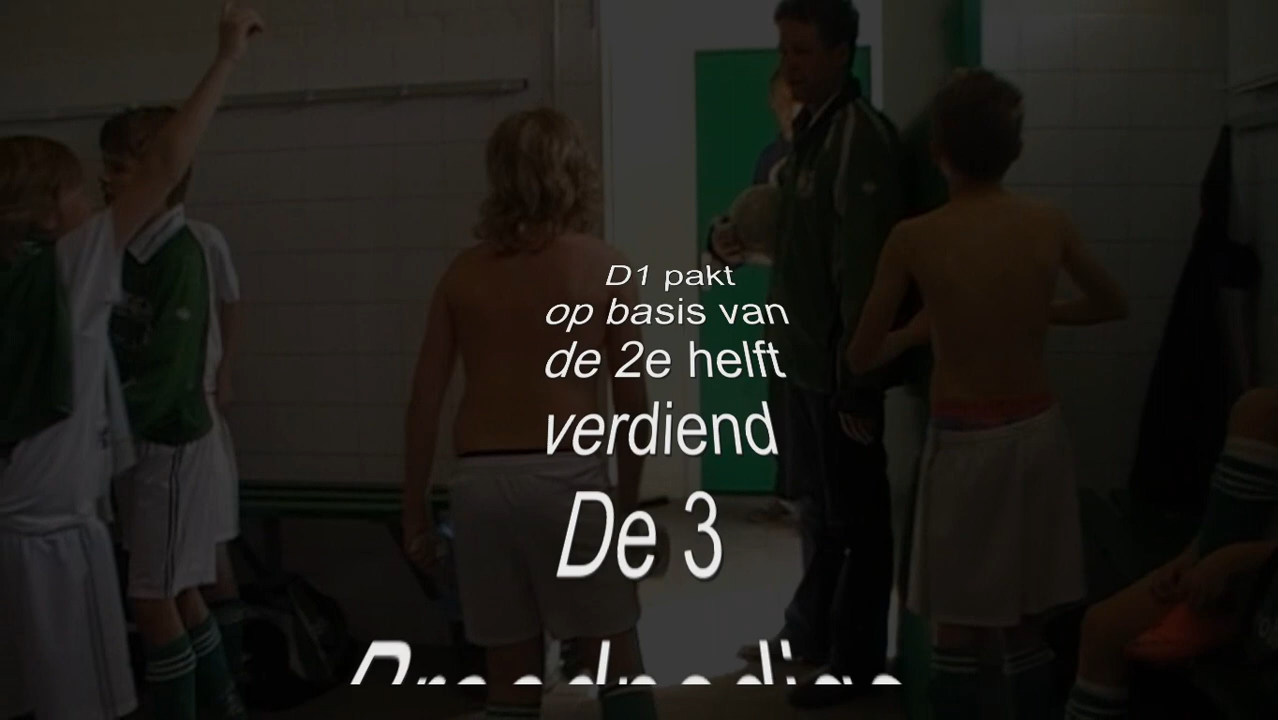 D1 pakt
op basis van
de 2e helft
verdiend
De 3